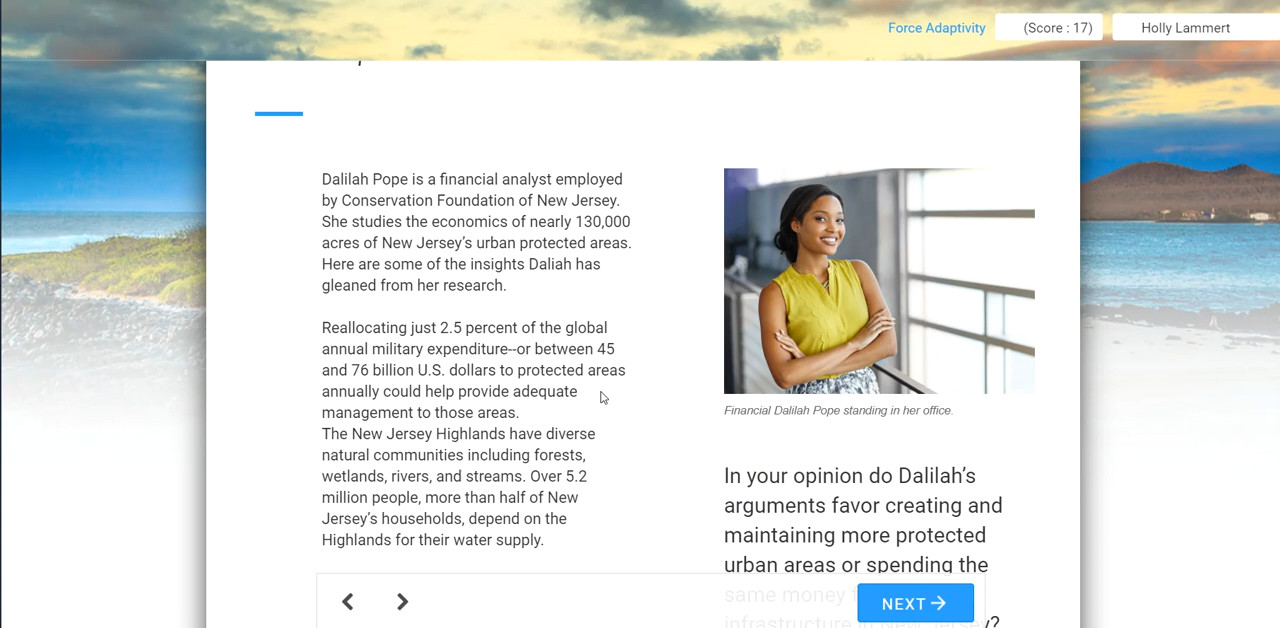 Force Adaptivity
(Score : 17)
Holly Lammert
Dalilah Pope is a financial analyst employed
by Conservation Foundation of New Jersey.
She studies the economics of nearly 130,000
acres of New Jersey's urban protected areas.
Here are some of the insights Daliah has
gleaned from her research.
Reallocating just 2.5 percent of the global
annual military expenditure--or between 45
and 76 billion U.S. dollars to protected areas
annually could help provide adequate
management to those areas.
The New Jersey Highlands have diverse
natural communities including forests,
wetlands, rivers, and streams. Over 5.2
million people, more than half of New
Jersey's households, depend on the
Highlands for their water supply.
Financial Dalilah Pope standing in her office.
In your opinion do Dalilah's
arguments favor creating and
maintaining more protected
urban areas or spending the
same money
infrastructure in New Jersey?
NEXT